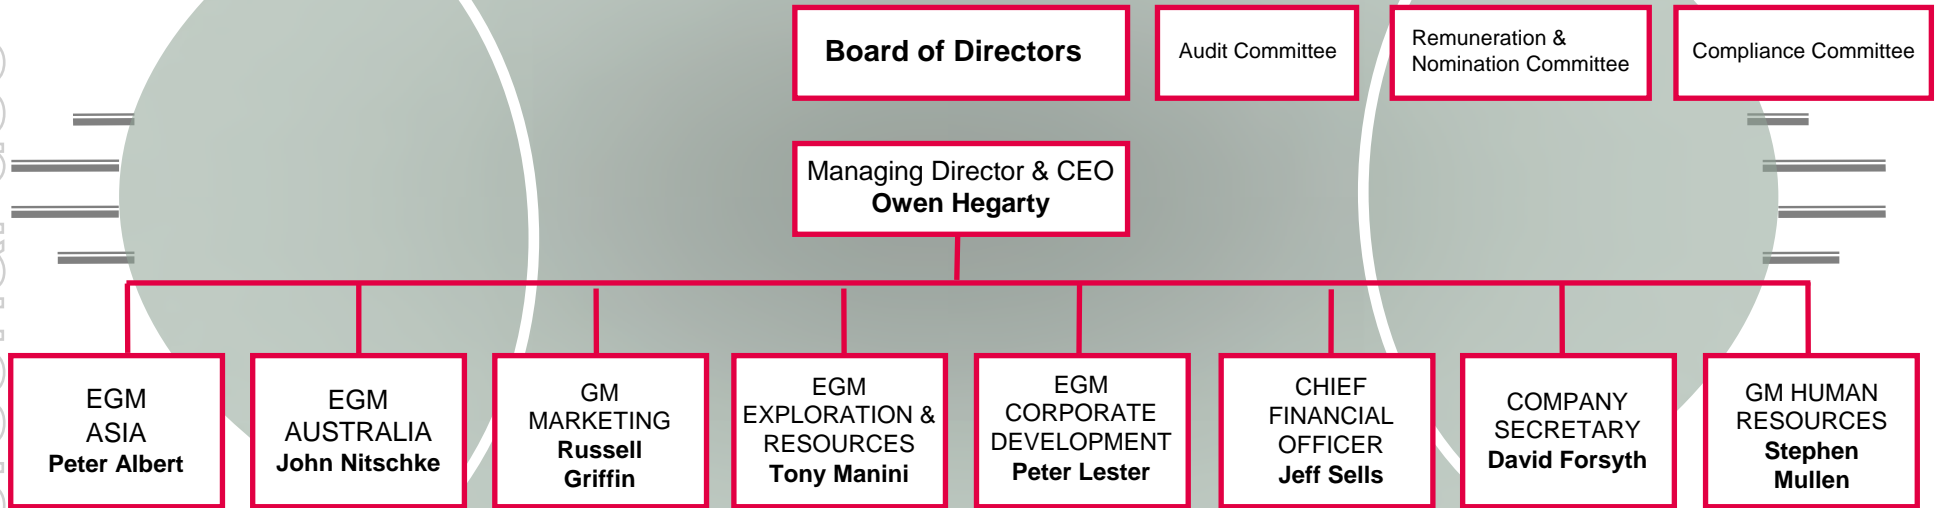 Board of Directors
Audit Committee
Remuneration &
Nomination Committee
Compliance Committee
Managing Director & CEO
Owen Hegarty
EGM
ASIA
Peter Albert
EGM
AUSTRALIA
John Nitschke
GM
MARKETING
Russell
Griffin
EGM
EXPLORATION &
RESOURCES
Tony Manini
EGM
CORPORATE
DEVELOPMENT
Peter Lester
CHIEF
FINANCIAL
OFFICER
Jeff Sells
COMPANY
SECRETARY
David Forsyth
GM HUMAN
RESOURCES
Stephen
Mullen